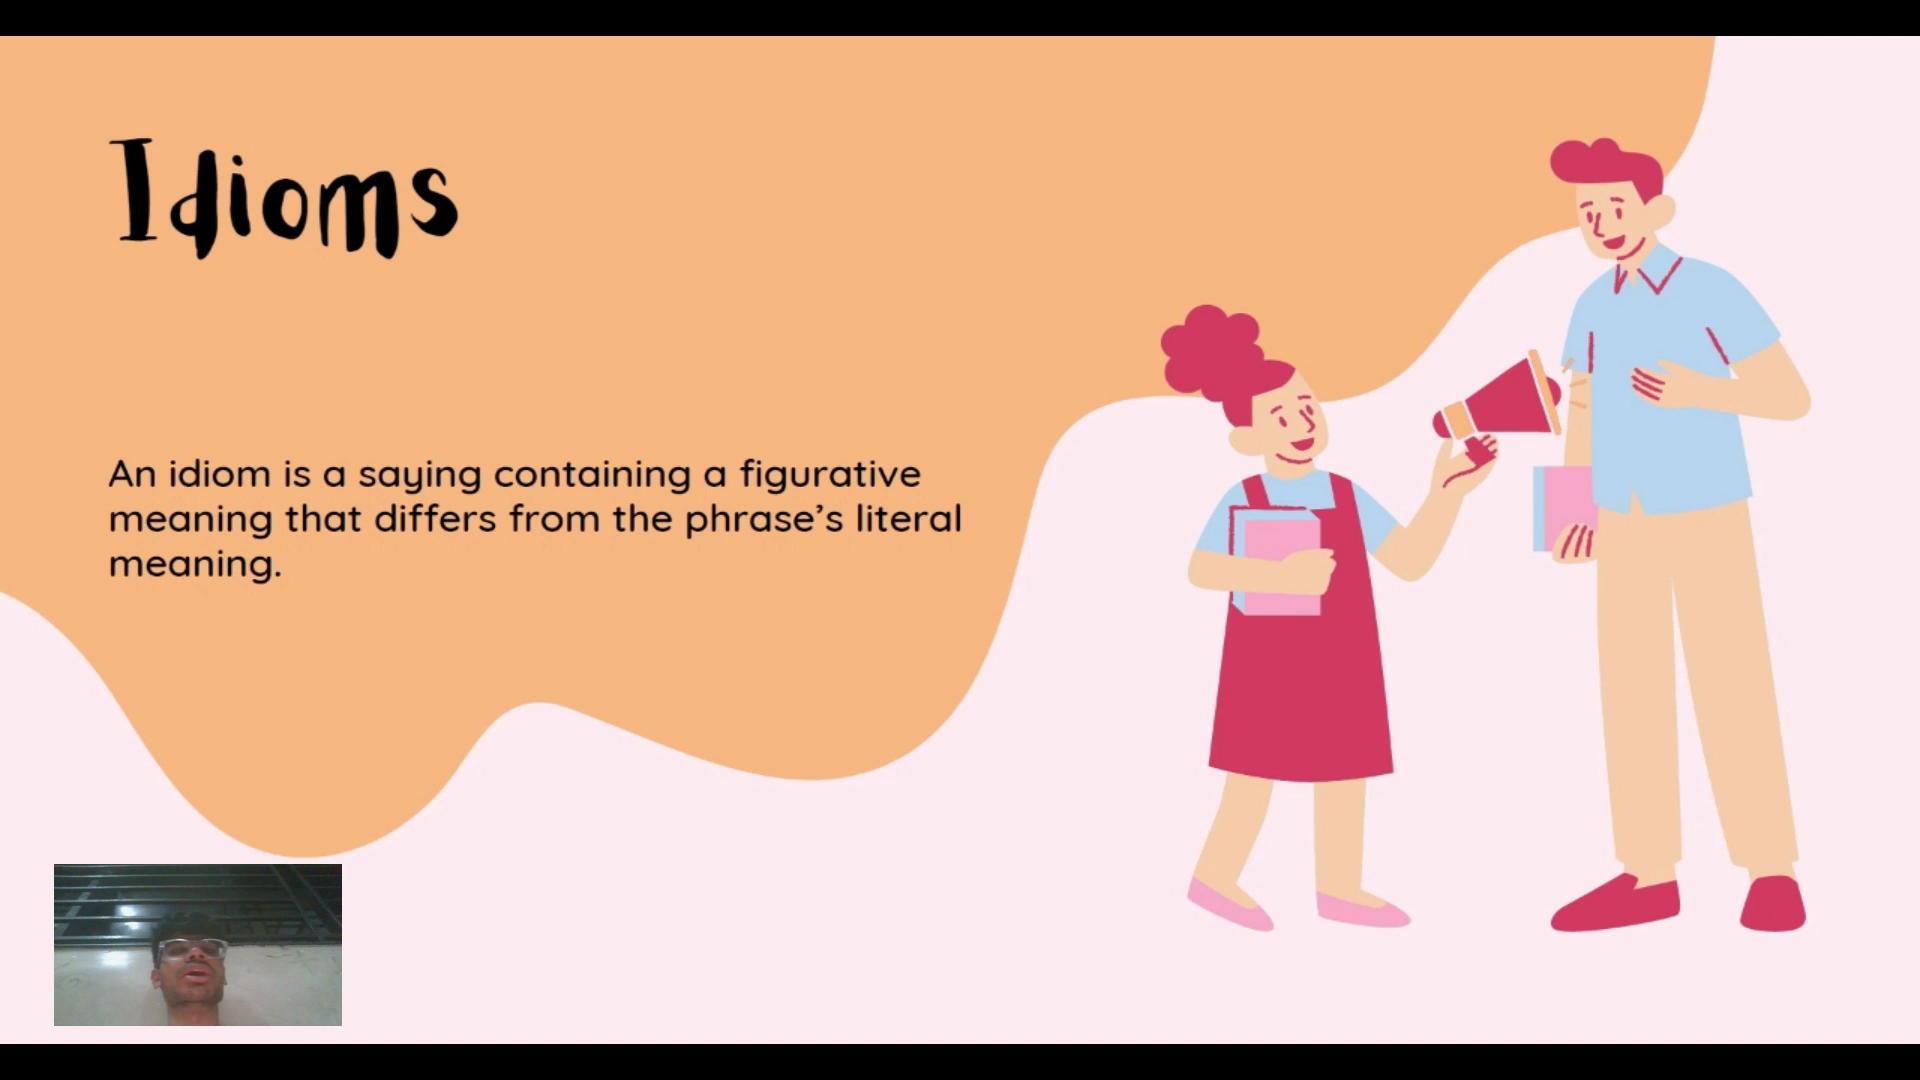 Idioms
An idiom is a saying containing a figurative
meaning that differs from the phrase’s literal
meaning.